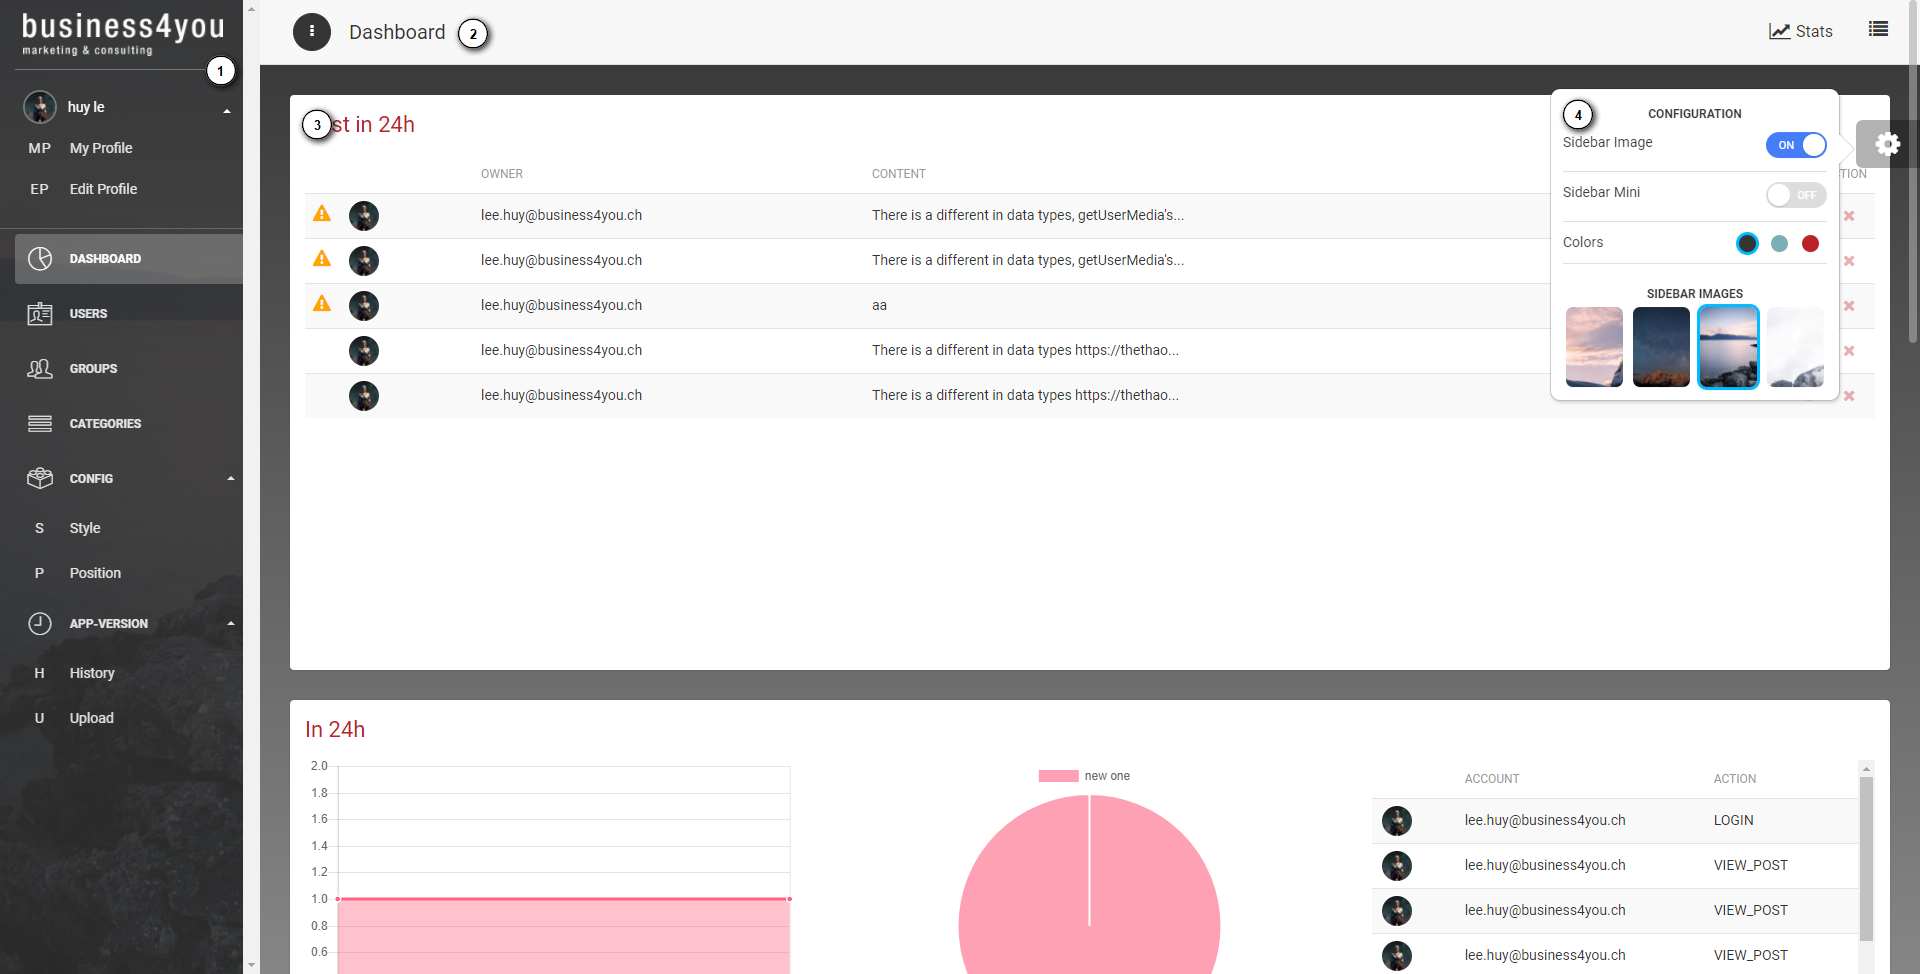 business4you
marketing & consulting
1
huy le
MP My Profile
EP Edit Profile
DASHBOARD
USERS
GROUPS
CATEGORIES
CONFIG
S Style
P Position
APP-VERSION
H History
U Upload
Dashboard 2
Stats
3 st in 24h
OWNER CONTENT TION
lee.huy@business4you.ch There is a different in data types, getUserMedia's...
lee.huy@business4you.ch There is a different in data types, getUserMedia's...
lee.huy@business4you.ch aa
lee.huy@business4you.ch There is a different in data types https://thethao...
lee.huy@business4you.ch There is a different in data types https://thethao...
4 CONFIGURATION
Sidebar Image ON
Sidebar Mini OFF
Colors
SIDEBAR IMAGES
In 24h
2.0
1.8
1.6
1.4
1.2
1.0
0.8
0.6
new one
ACCOUNT ACTION
lee.huy@business4you.ch LOGIN
lee.huy@business4you.ch VIEW_POST
lee.huy@business4you.ch VIEW_POST
lee.huy@business4you.ch VIEW_POST